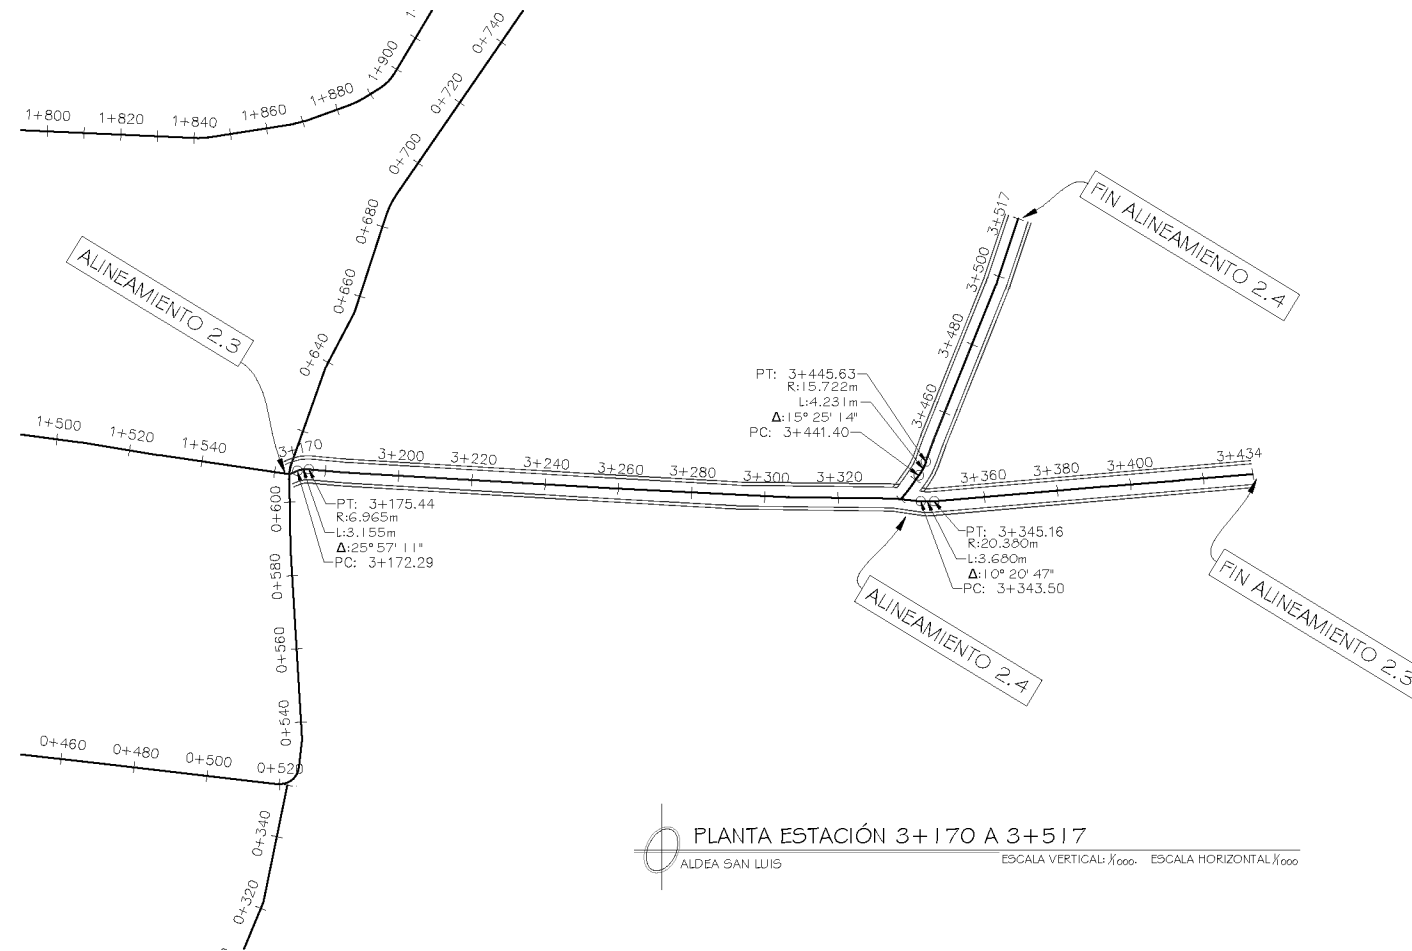 0+740
1+900
1+880
0+720
1+800
1+820
1+840
1+860
0+700
FIN ALINEAMIENTO 2.4
3+517
0+680
3+500
ALINEAMIENTO 2.3
0+660
3+480
0+640
PT: 3+445.63
R:15.722m
L:4.231m
Δ:15° 25' 14"
PC: 3+441.40
3+460
1+500
1+520
1+540
3+170
3+200
3+220
3+240
3+260
3+280
3+300
3+320
3+360
3+380
3+400
3+434
0+600
PT: 3+175.44
R:6.965m
L:3.155m
Δ:25° 57' 11"
PC: 3+172.29
PT: 3+345.16
R:20.380m
L:3.680m
Δ:10° 20' 47"
PC: 3+343.50
0+580
ALINEAMIENTO 2.4
FIN ALINEAMIENTO 2.3
0+560
0+540
0+460
0+480
0+500
0+520
0+340
0+320
PLANTA ESTACIÓN 3+170 A 3+517
ALDEA SAN LUIS
ESCALA VERTICAL: 1/1000. ESCALA HORIZONTAL 1/1000